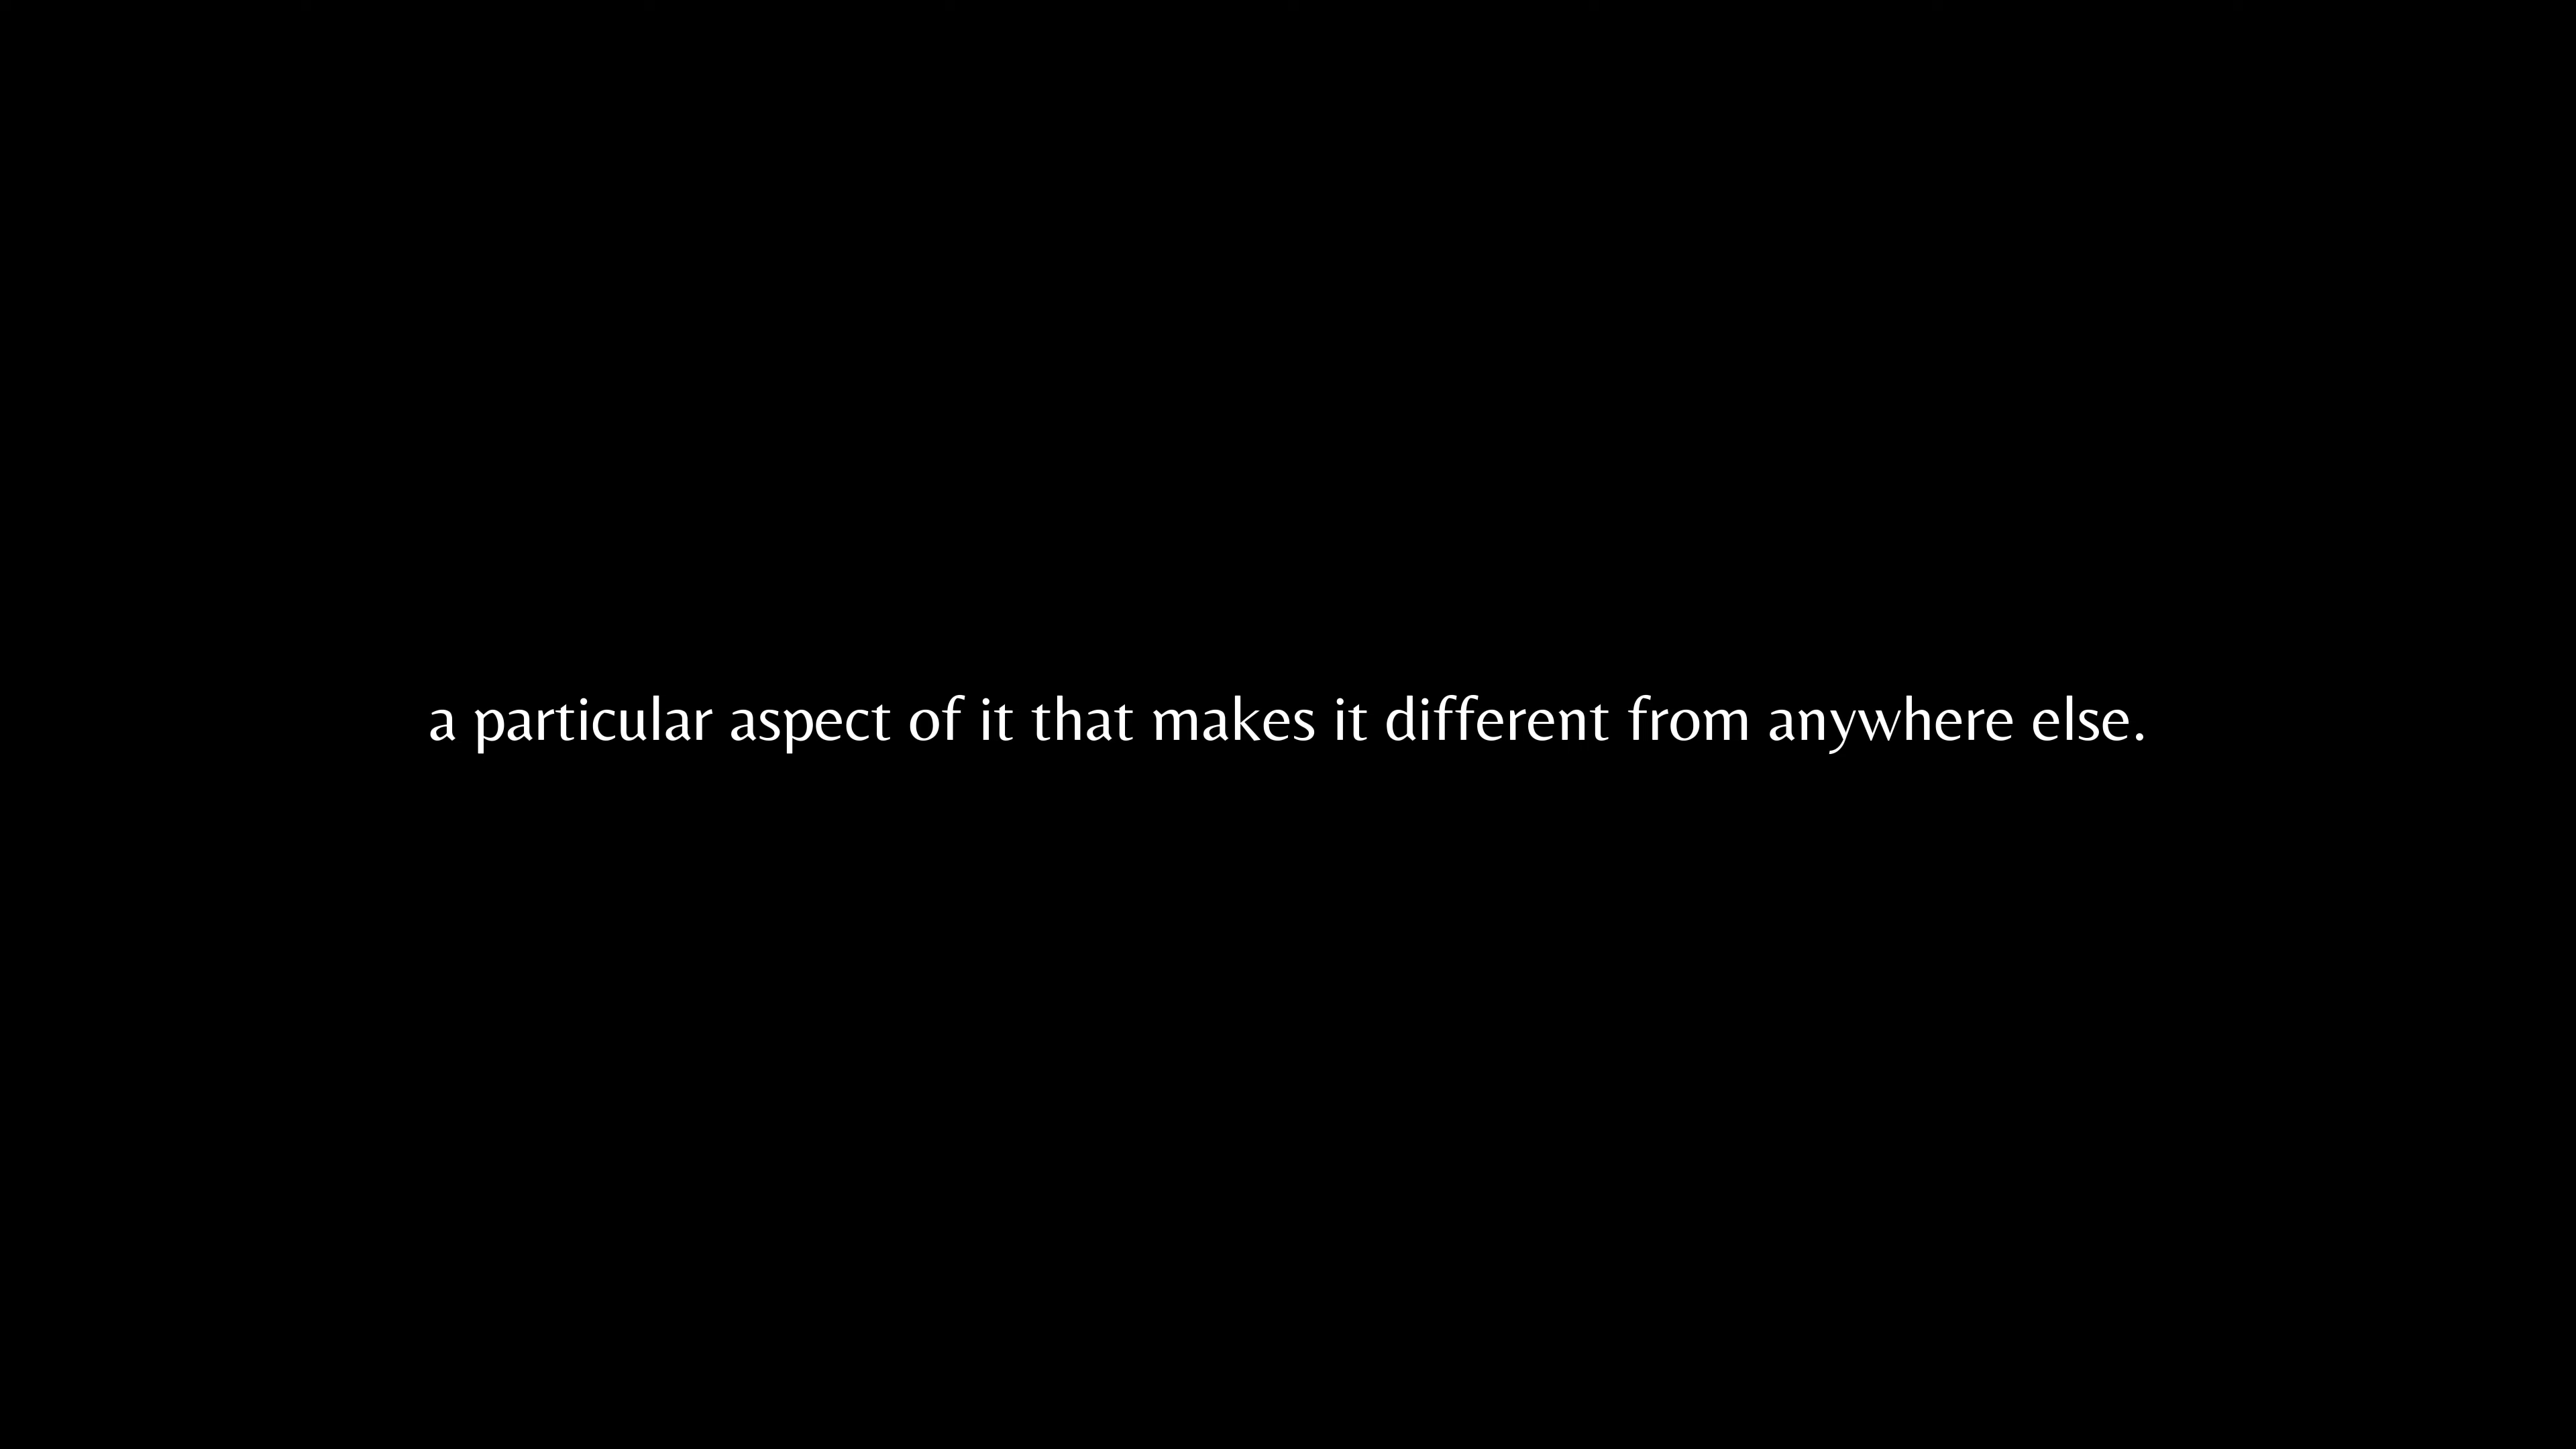 a particular aspect of it that makes it different from anywhere else.